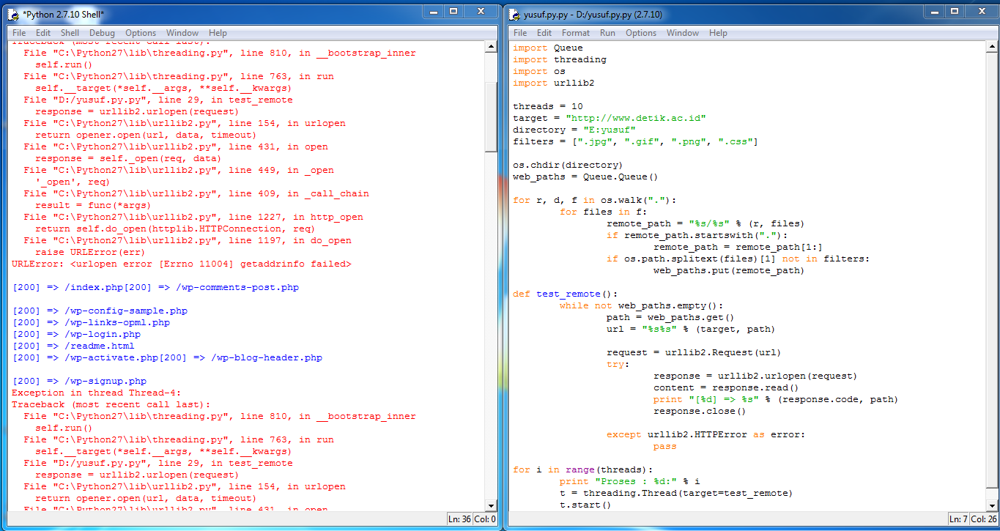 *Python 2.7.10 Shell*
File Edit Shell Debug Options Window Help
Traceback (most recent call last):
  File "C:\Python27\lib\threading.py", line 810, in __bootstrap_inner
    self.run()
  File "C:\Python27\lib\threading.py", line 763, in run
    self.__target(*self.__args, **self.__kwargs)
  File "D:/yusuf.py.py", line 29, in test_remote
    response = urllib2.urlopen(request)
  File "C:\Python27\lib\urllib2.py", line 154, in urlopen
    return opener.open(url, data, timeout)
  File "C:\Python27\lib\urllib2.py", line 431, in open
    response = self._open(req, data)
  File "C:\Python27\lib\urllib2.py", line 449, in _open
    '_open', req)
  File "C:\Python27\lib\urllib2.py", line 409, in _call_chain
    result = func(*args)
  File "C:\Python27\lib\urllib2.py", line 1227, in http_open
    return self.do_open(httplib.HTTPConnection, req)
  File "C:\Python27\lib\urllib2.py", line 1197, in do_open
    raise URLError(err)
URLError: <urlopen error [Errno 11004] getaddrinfo failed>
[200] => /index.php[200] => /wp-comments-post.php
[200] => /wp-config-sample.php
[200] => /wp-links-opml.php
[200] => /wp-login.php
[200] => /readme.html
[200] => /wp-activate.php[200] => /wp-blog-header.php
[200] => /wp-signup.php
Exception in thread Thread-4:
Traceback (most recent call last):
  File "C:\Python27\lib\threading.py", line 810, in __bootstrap_inner
    self.run()
  File "C:\Python27\lib\threading.py", line 763, in run
    self.__target(*self.__args, **self.__kwargs)
  File "D:/yusuf.py.py", line 29, in test_remote
    response = urllib2.urlopen(request)
  File "C:\Python27\lib\urllib2.py", line 154, in urlopen
    return opener.open(url, data, timeout)
  File "C:\Python27\lib\urllib2.py", line 431, in open
Ln: 36 Col: 0
yusuf.py.py - D:/yusuf.py.py (2.7.10)
File Edit Format Run Options Window Help
import Queue
import threading
import os
import urllib2
threads = 10
target = "http://www.detik.ac.id"
directory = "E:yusuf"
filters = [".jpg", ".gif", ".png", ".css"]
os.chdir(directory)
web_paths = Queue.Queue()
for r, d, f in os.walk("."):
        for files in f:
                remote_path = "%s/%s" % (r, files)
                if remote_path.startswith("."):
                        remote_path = remote_path[1:]
                if os.path.splitext(files)[1] not in filters:
                        web_paths.put(remote_path)
def test_remote():
        while not web_paths.empty():
                path = web_paths.get()
                url = "%s%s" % (target, path)
                request = urllib2.Request(url)
                try:
                        response = urllib2.urlopen(request)
                        content = response.read()
                        print "[%d] => %s" % (response.code, path)
                        response.close()
                except urllib2.HTTPError as error:
                        pass
for i in range(threads):
        print "Proses : %d:" % i
        t = threading.Thread(target=test_remote)
        t.start()
Ln: 7 Col: 26